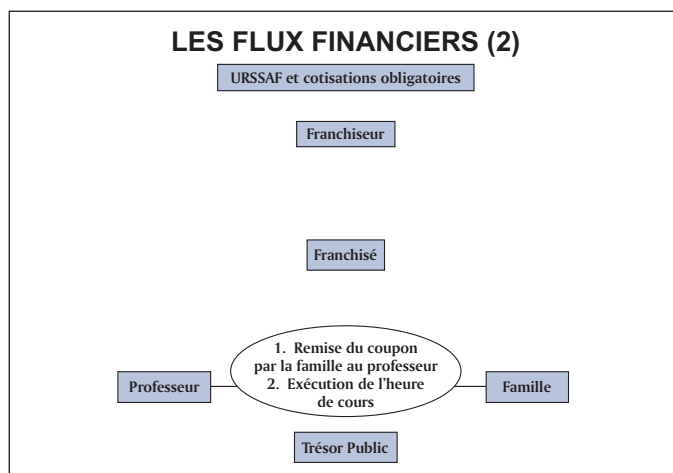 LES FLUX FINANCIERS (2)
URSSAF et cotisations obligatoires
Franchiseur
Franchisé
1. Remise du coupon
par la famille au professeur
2. Exécution de l'heure
de cours
Professeur
Famille
Trésor Public